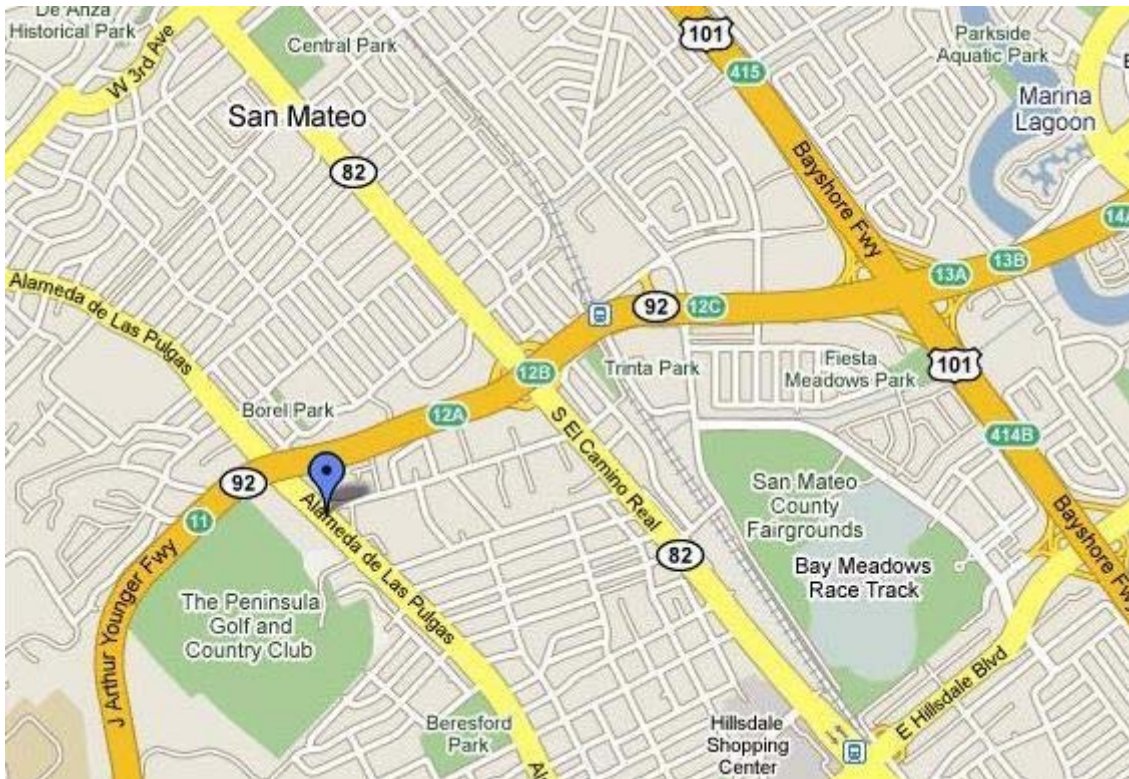 De Anza
Historical Park
W 3rd Ave
Central Park
101
415
Parkside
Aquatic Park
Marina
Lagoon
San Mateo
82
Bayshore Fwy
14A
13B
13A
Alameda de Las Pulgas
92
12C
12B
Trinta Park
Fiesta
Meadows Park
101
Borel Park
12A
S El Camino Real
414B
92
11
Alameda de Las Pulgas
San Mateo
County
Fairgrounds
Bayshore Fwy
82
Bay Meadows
Race Track
J Arthur Younger Fwy
The Peninsula
Golf and
Country Club
E Hillsdale Blvd
Beresford
Park
Hillsdale
Shopping
Center